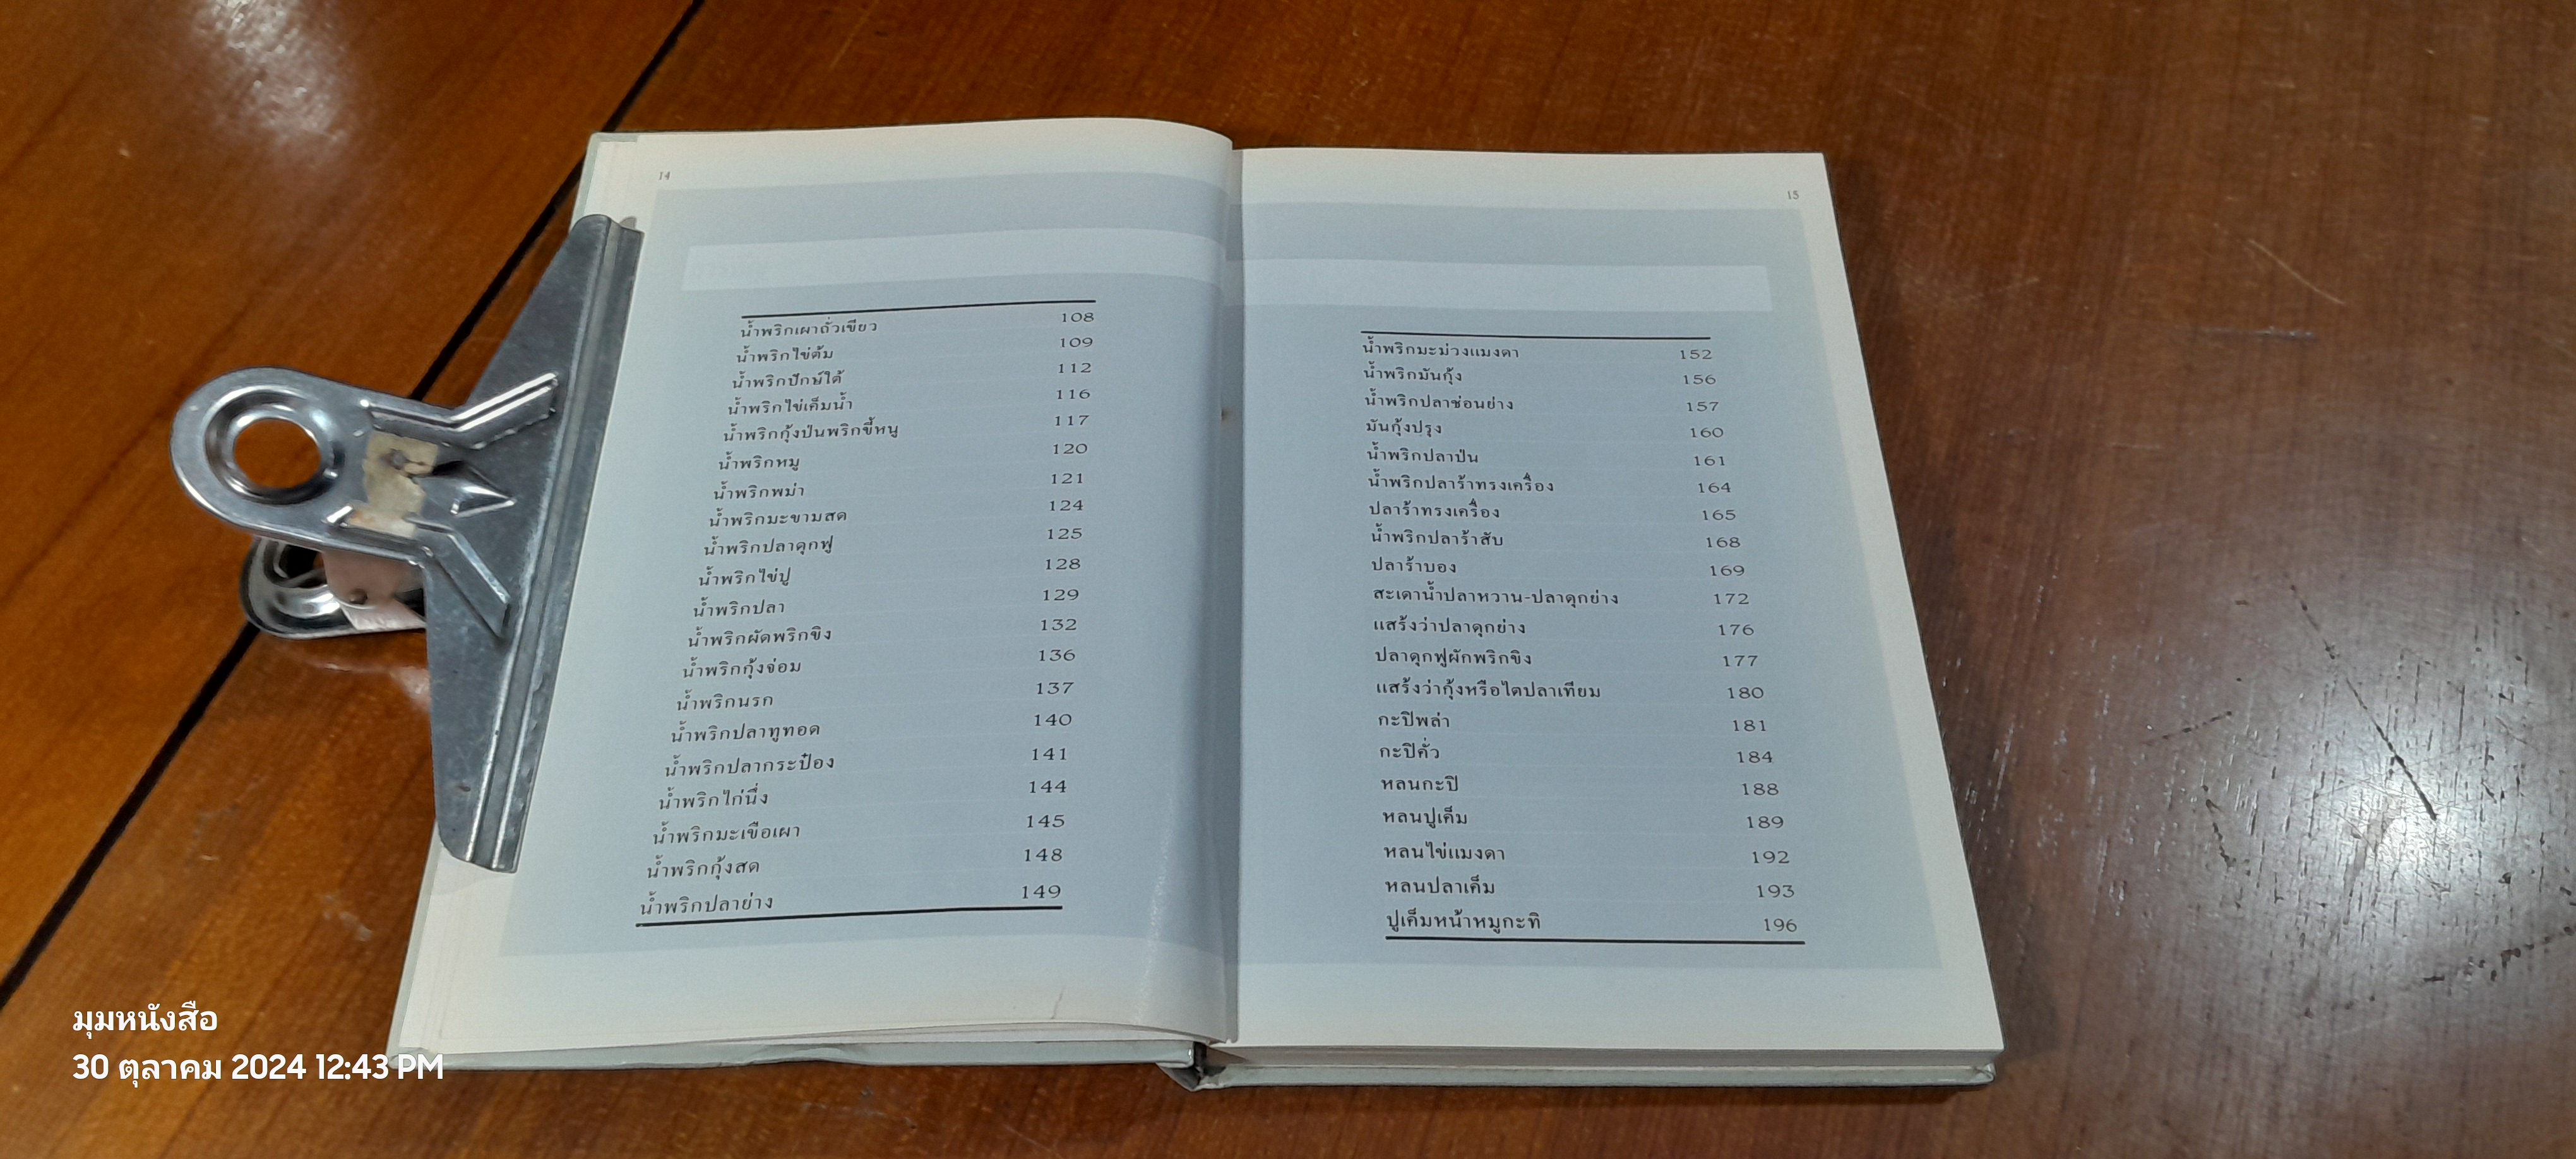 14
น้ำพริกเผาถั่วเขียว 108
น้ำพริกไข่ต้ม 109
น้ำพริกปักษ์ใต้ 112
น้ำพริกไข่เค็มน้ำ 116
น้ำพริกกุ้งป่นพริกขี้หนู 117
น้ำพริกหมู 120
น้ำพริกพม่า 121
น้ำพริกมะขามสด 124
น้ำพริกปลาดุกฟู 125
น้ำพริกไข่ปู 128
น้ำพริกปลา 129
น้ำพริกผัดพริกขิง 132
น้ำพริกกุ้งจ่อม 136
น้ำพริกนรก 137
น้ำพริกปลาทูทอด 140
น้ำพริกปลากระป๋อง 141
น้ำพริกไก่นึ่ง 144
น้ำพริกมะเขือเผา 145
น้ำพริกกุ้งสด 148
น้ำพริกปลาย่าง 149
15
น้ำพริกมะม่วงแมงดา 152
น้ำพริกมันกุ้ง 156
น้ำพริกปลาช่อนย่าง 157
มันกุ้งปรุง 160
น้ำพริกปลาป่น 161
น้ำพริกปลาร้าทรงเครื่อง 164
ปลาร้าทรงเครื่อง 165
น้ำพริกปลาร้าสับ 168
ปลาร้าบอง 169
สะเดาน้ำปลาหวาน-ปลาดุกย่าง 172
แสร้งว่าปลาดุกย่าง 176
ปลาดุกฟูผักพริกขิง 177
แสร้งว่ากุ้งหรือไตปลาเทียม 180
กะปิพล่า 181
กะปิคั่ว 184
หลนกะปิ 188
หลนปูเค็ม 189
หลนไข่แมงดา 192
หลนปลาเค็ม 193
ปูเค็มหน้าหมูกะทิ 196
มุมหนังสือ
30 ตุลาคม 2024 12:43 PM